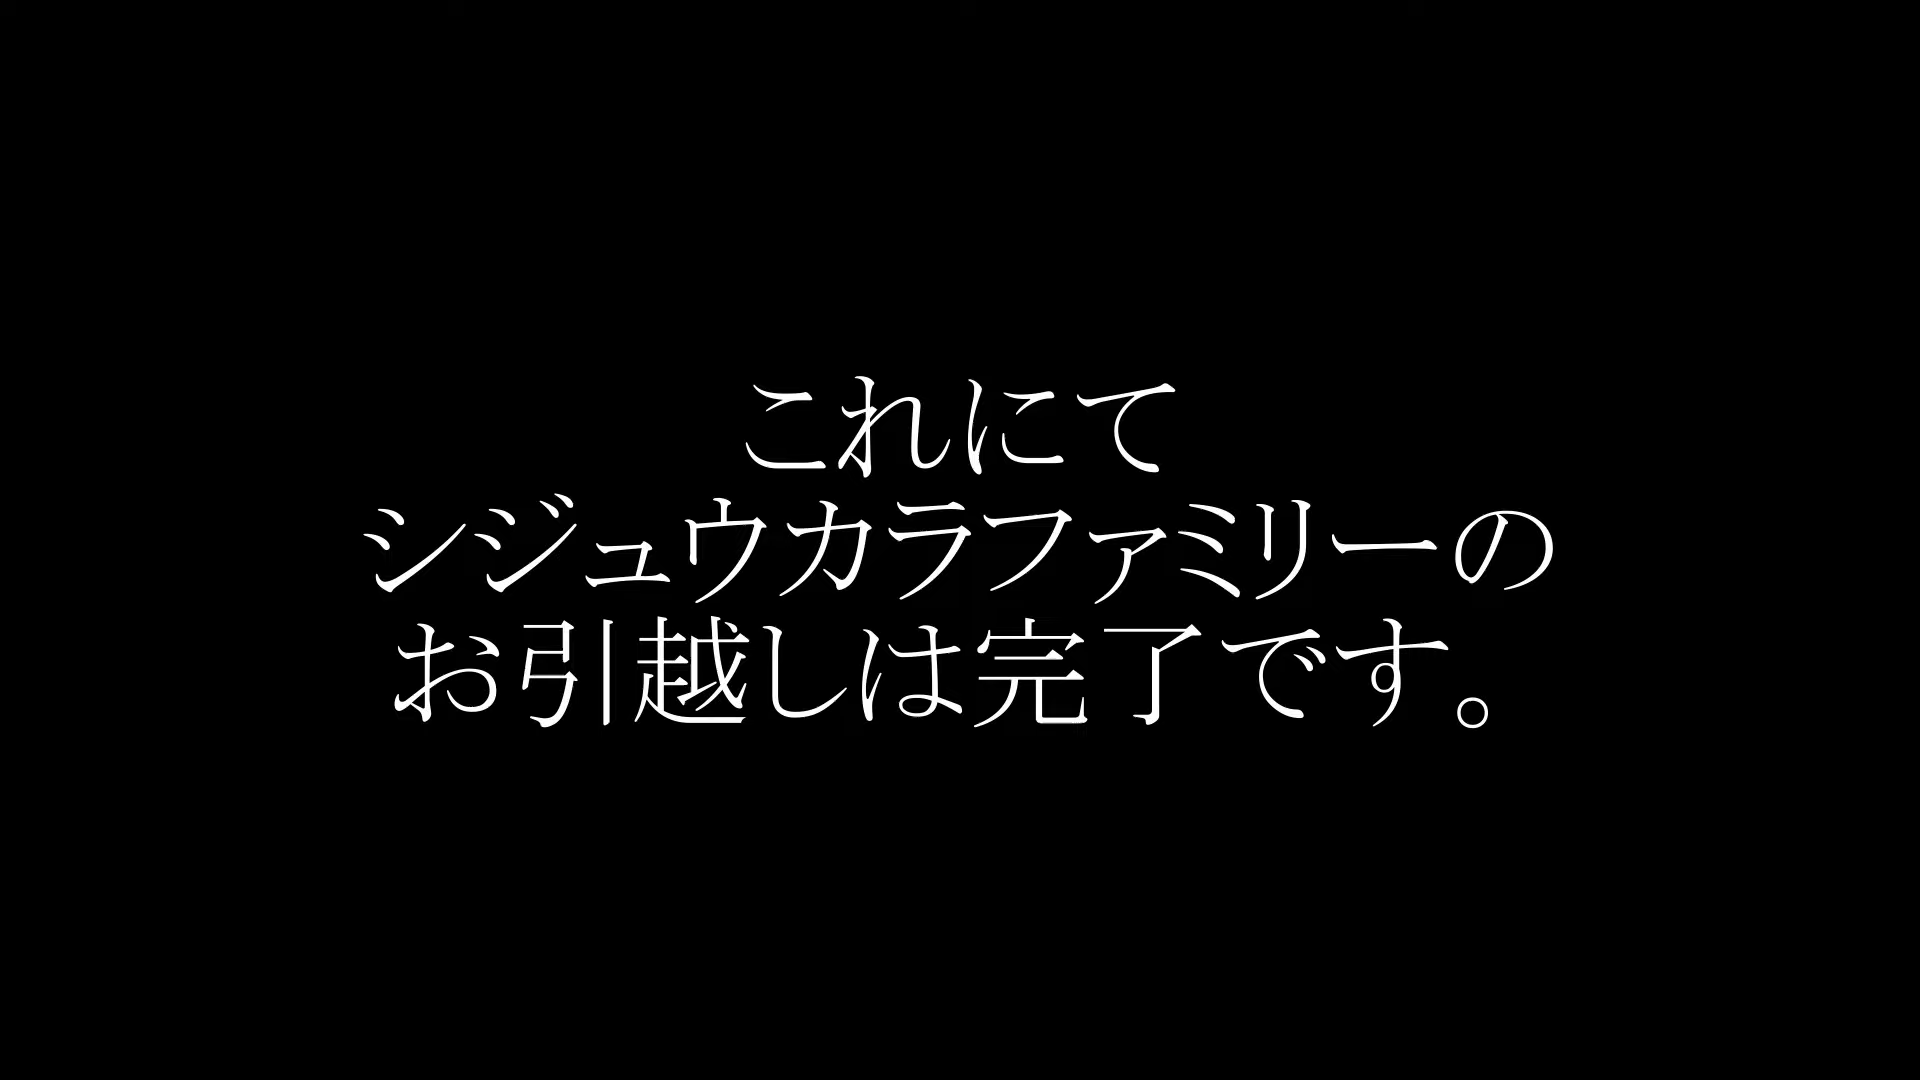 これにて
シジュウカラファミリーの
お引越しは完了です。